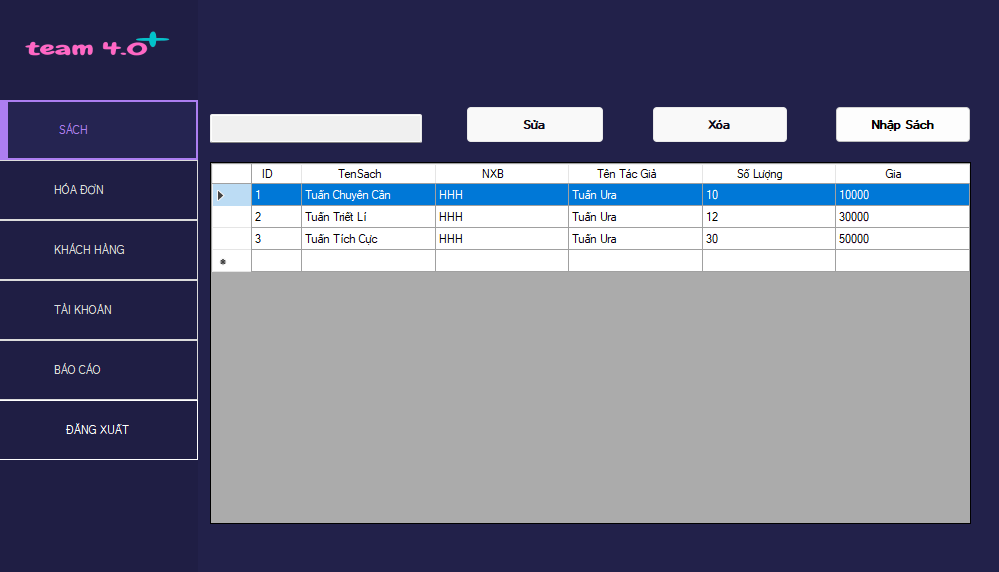 team 4.0
SÁCH
HÓA ĐƠN
KHÁCH HÀNG
TÀI KHOẢN
BÁO CÁO
ĐĂNG XUẤT
Sửa Xóa Nhập Sách
ID TenSach NXB Tên Tác Giả Số Lượng Gia
1 Tuấn Chuyên Cần HHH Tuấn Ura 10 10000
2 Tuấn Triết Lí HHH Tuấn Ura 12 30000
3 Tuấn Tích Cực HHH Tuấn Ura 30 50000